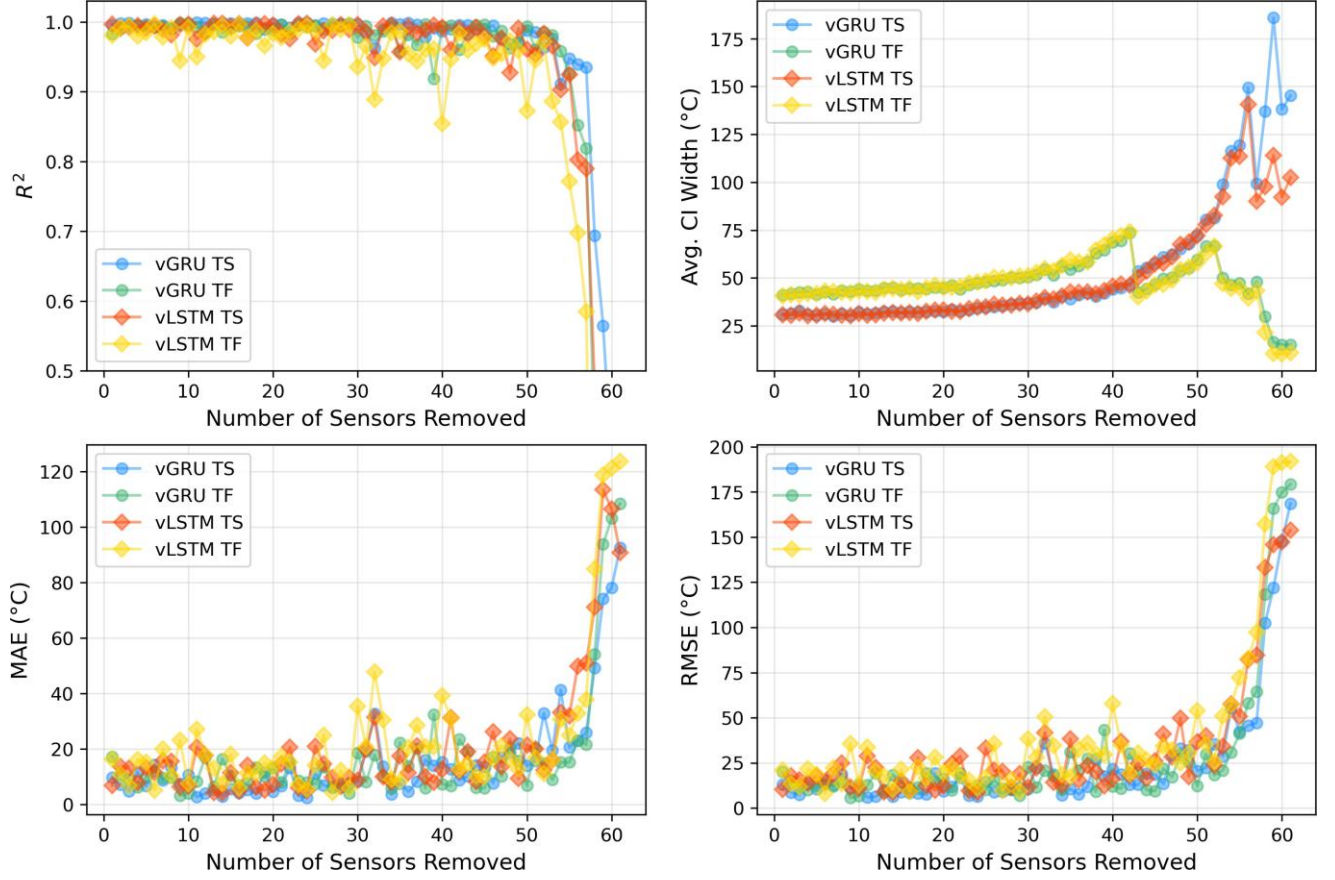 R²
1.0
0.9
0.8
0.7
0.6
0.5
vGRU TS
vGRU TF
vLSTM TS
vLSTM TF
0 10 20 30 40 50 60
Number of Sensors Removed
Avg. CI Width (°C)
175
150
125
100
75
50
25
vGRU TS
vGRU TF
vLSTM TS
vLSTM TF
0 10 20 30 40 50 60
Number of Sensors Removed
MAE (°C)
120
100
80
60
40
20
0
vGRU TS
vGRU TF
vLSTM TS
vLSTM TF
0 10 20 30 40 50 60
Number of Sensors Removed
RMSE (°C)
200
175
150
125
100
75
50
25
0
vGRU TS
vGRU TF
vLSTM TS
vLSTM TF
0 10 20 30 40 50 60
Number of Sensors Removed